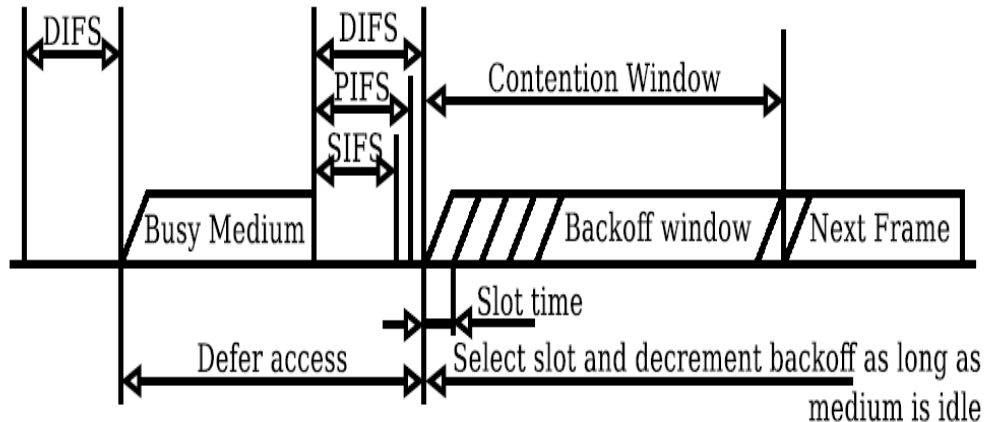 DIFS
DIFS
PIFS
SIFS
Contention Window
Busy Medium
Backoff window
Next Frame
Slot time
Defer access
Select slot and decrement backoff as long as
medium is idle